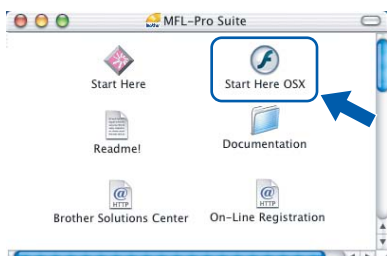 MFL-Pro Suite
Start Here
Start Here OSX
Readme!
Documentation
HTTP
HTTP
Brother Solutions Center
On-Line Registration